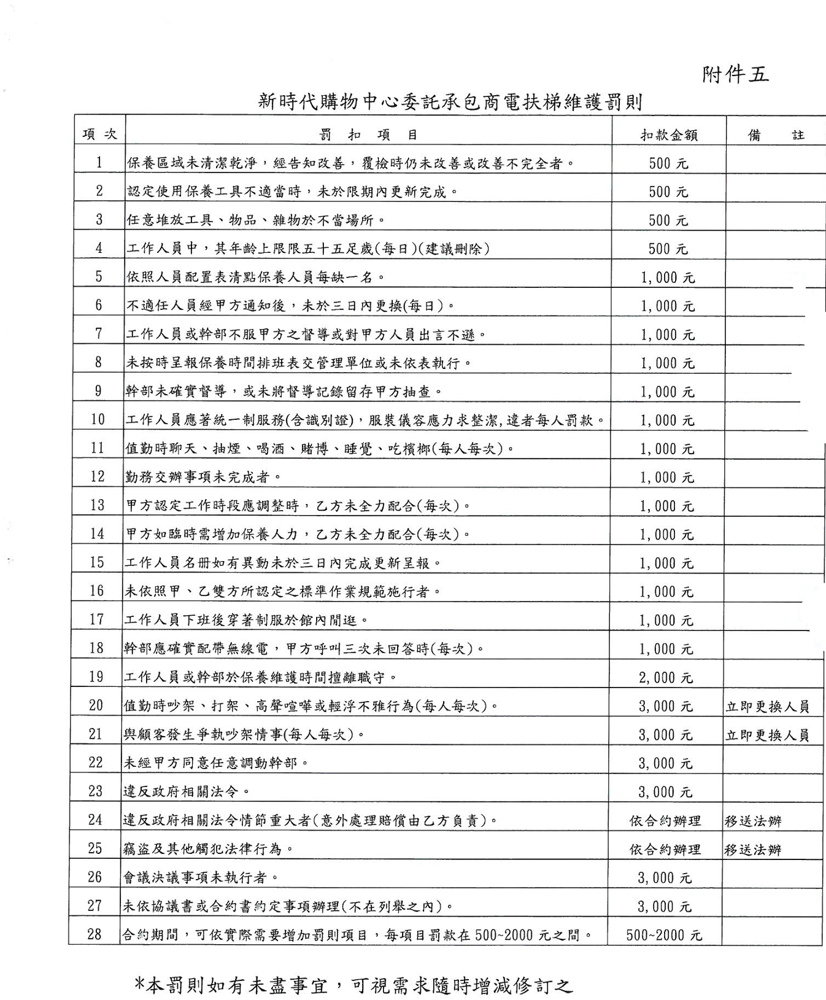 附件五
新時代購物中心委託承包商電扶梯維護罰則
項 次 罰 扣 項 目 扣款金額 備 註
1 保養區域未清潔乾淨，經告知改善，覆檢時仍未改善或改善不完全者。 500 元
2 認定使用保養工具不適當時，未於限期內更新完成。 500 元
3 任意堆放工具、物品、雜物於不當場所。 500 元
4 工作人員中，其年齡上限限五十五足歲(每日)(建議刪除) 500 元
5 依照人員配置表清點保養人員每缺一名。 1,000 元
6 不適任人員經甲方通知後，未於三日內更換(每日)。 1,000 元
7 工作人員或幹部不服甲方之督導或對甲方人員出言不遜。 1,000 元
8 未按時呈報保養時間排班表交管理單位或未依表執行。 1,000 元
9 幹部未確實督導，或未將督導記錄留存甲方抽查。 1,000 元
10 工作人員應著統一制服務(含識別證)，服裝儀容應力求整潔,違者每人罰款。 1,000 元
11 值勤時聊天、抽煙、喝酒、賭博、睡覺、吃檳榔(每人每次)。 1,000 元
12 勤務交辦事項未完成者。 1,000 元
13 甲方認定工作時段應調整時，乙方未全力配合(每次)。 1,000 元
14 甲方如臨時需增加保養人力，乙方未全力配合(每次)。 1,000 元
15 工作人員名冊如有異動未於三日內完成更新呈報。 1,000 元
16 未依照甲、乙雙方所認定之標準作業規範施行者。 1,000 元
17 工作人員下班後穿著制服於館內閒逛。 1,000 元
18 幹部應確實配帶無線電，甲方呼叫三次未回答時(每次)。 1,000 元
19 工作人員或幹部於保養維護時間擅離職守。 2,000 元
20 值勤時吵架、打架、高聲喧嘩或輕浮不雅行為(每人每次)。 3,000 元 立即更換人員
21 與顧客發生爭執吵架情事(每人每次)。 3,000 元 立即更換人員
22 未經甲方同意任意調動幹部。 3,000 元
23 違反政府相關法令。 3,000 元
24 違反政府相關法令情節重大者(意外處理賠償由乙方負責)。 依合約辦理 移送法辦
25 竊盜及其他觸犯法律行為。 依合約辦理 移送法辦
26 會議決議事項未執行者。 3,000 元
27 未依協議書或合約書約定事項辦理(不在列舉之內)。 3,000 元
28 合約期間，可依實際需要增加罰則項目，每項目罰款在 500~2000 元之間。 500~2000 元
*本罰則如有未盡事宜，可視需求隨時增減修訂之